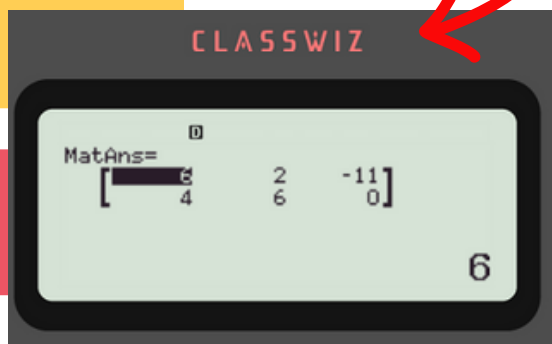 CLASSWIZ
D
MatAns=
[6 2 -11]
[4 6 0]
6